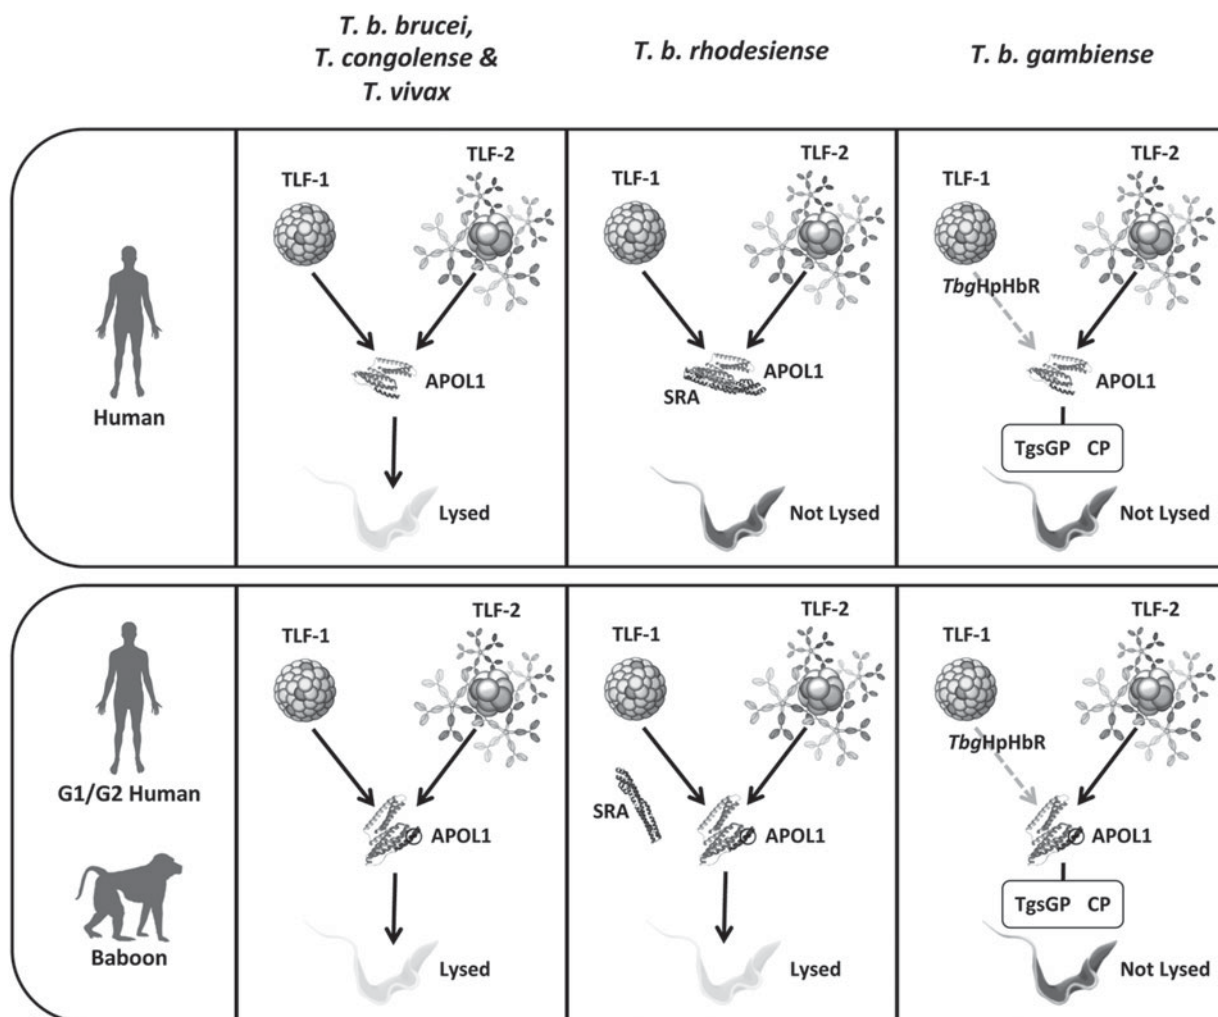 T. b. brucei,
T. congolense &
T. vivax
T. b. rhodesiense
T. b. gambiense
Human
TLF-1
TLF-2
APOL1
Lysed
TLF-1
TLF-2
APOL1
SRA
Not Lysed
TLF-1
TLF-2
TbgHpHbR
APOL1
TgsGP CP
Not Lysed
G1/G2 Human
Baboon
TLF-1
TLF-2
APOL1
Lysed
TLF-1
TLF-2
SRA
APOL1
Lysed
TLF-1
TLF-2
TbgHpHbR
APOL1
TgsGP CP
Not Lysed